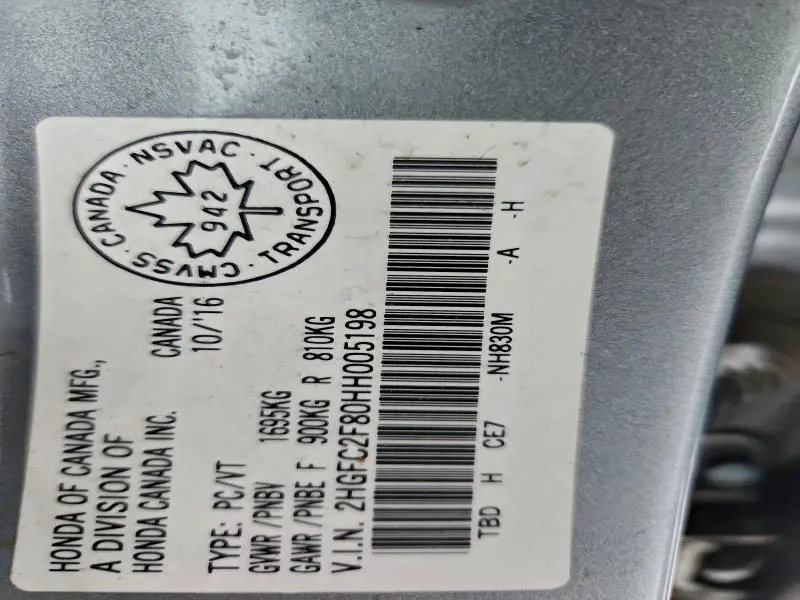 HONDA OF CANADA MFG.,
A DIVISION OF
HONDA CANADA INC.
CANADA
10/'16
TYPE: PC/VT
GVWR /PNBV 1695KG
GAWR /PNBE F 900KG R 810KG
V.I.N. 2HGFC2F80HH005198
TBD H CE7 -NH830M -A -H
CANADA · NSVAC · TRANSPORT · CMVSS ·
942